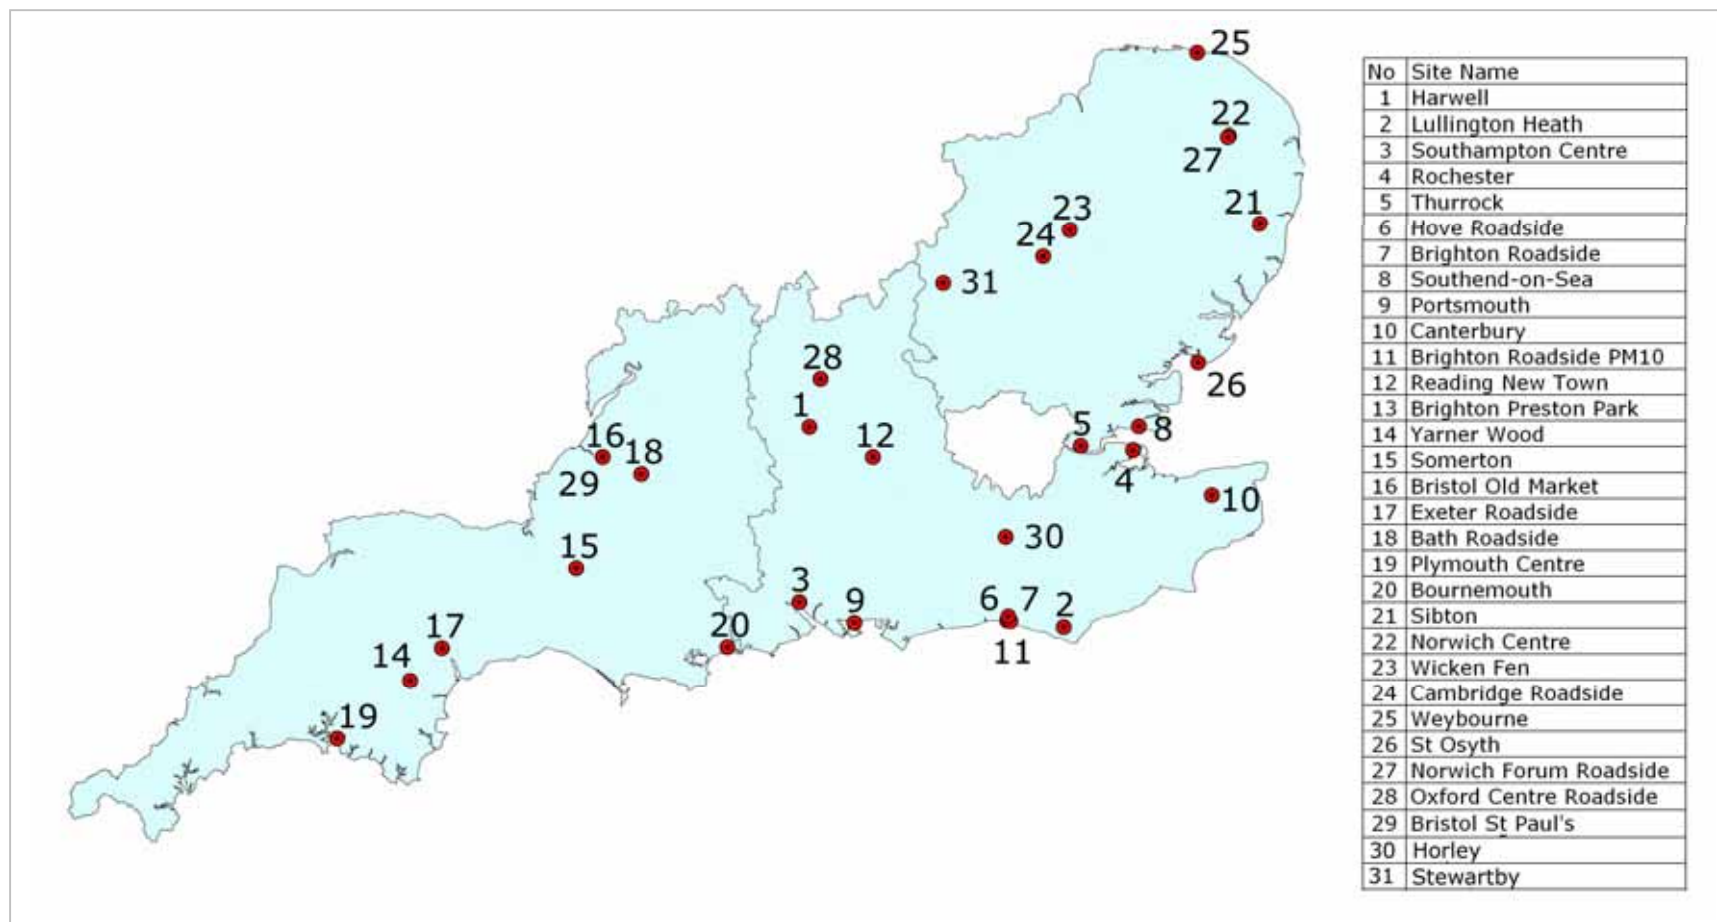 25
22
27
21
23
24
31
28
26
1
5
8
16
12
18
4
29
10
30
15
3
9
6 7 2
17
20
11
14
19
No Site Name
1 Harwell
2 Lullington Heath
3 Southampton Centre
4 Rochester
5 Thurrock
6 Hove Roadside
7 Brighton Roadside
8 Southend-on-Sea
9 Portsmouth
10 Canterbury
11 Brighton Roadside PM10
12 Reading New Town
13 Brighton Preston Park
14 Yarner Wood
15 Somerton
16 Bristol Old Market
17 Exeter Roadside
18 Bath Roadside
19 Plymouth Centre
20 Bournemouth
21 Sibton
22 Norwich Centre
23 Wicken Fen
24 Cambridge Roadside
25 Weybourne
26 St Osyth
27 Norwich Forum Roadside
28 Oxford Centre Roadside
29 Bristol St Paul's
30 Horley
31 Stewartby